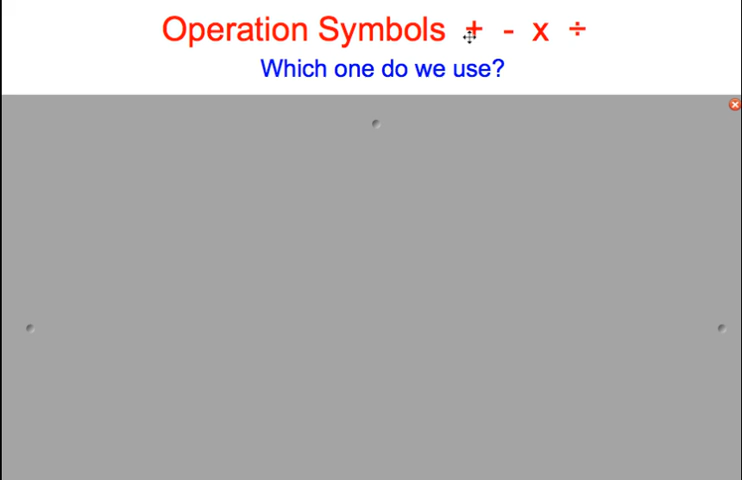 Operation Symbols + - x ÷
Which one do we use?